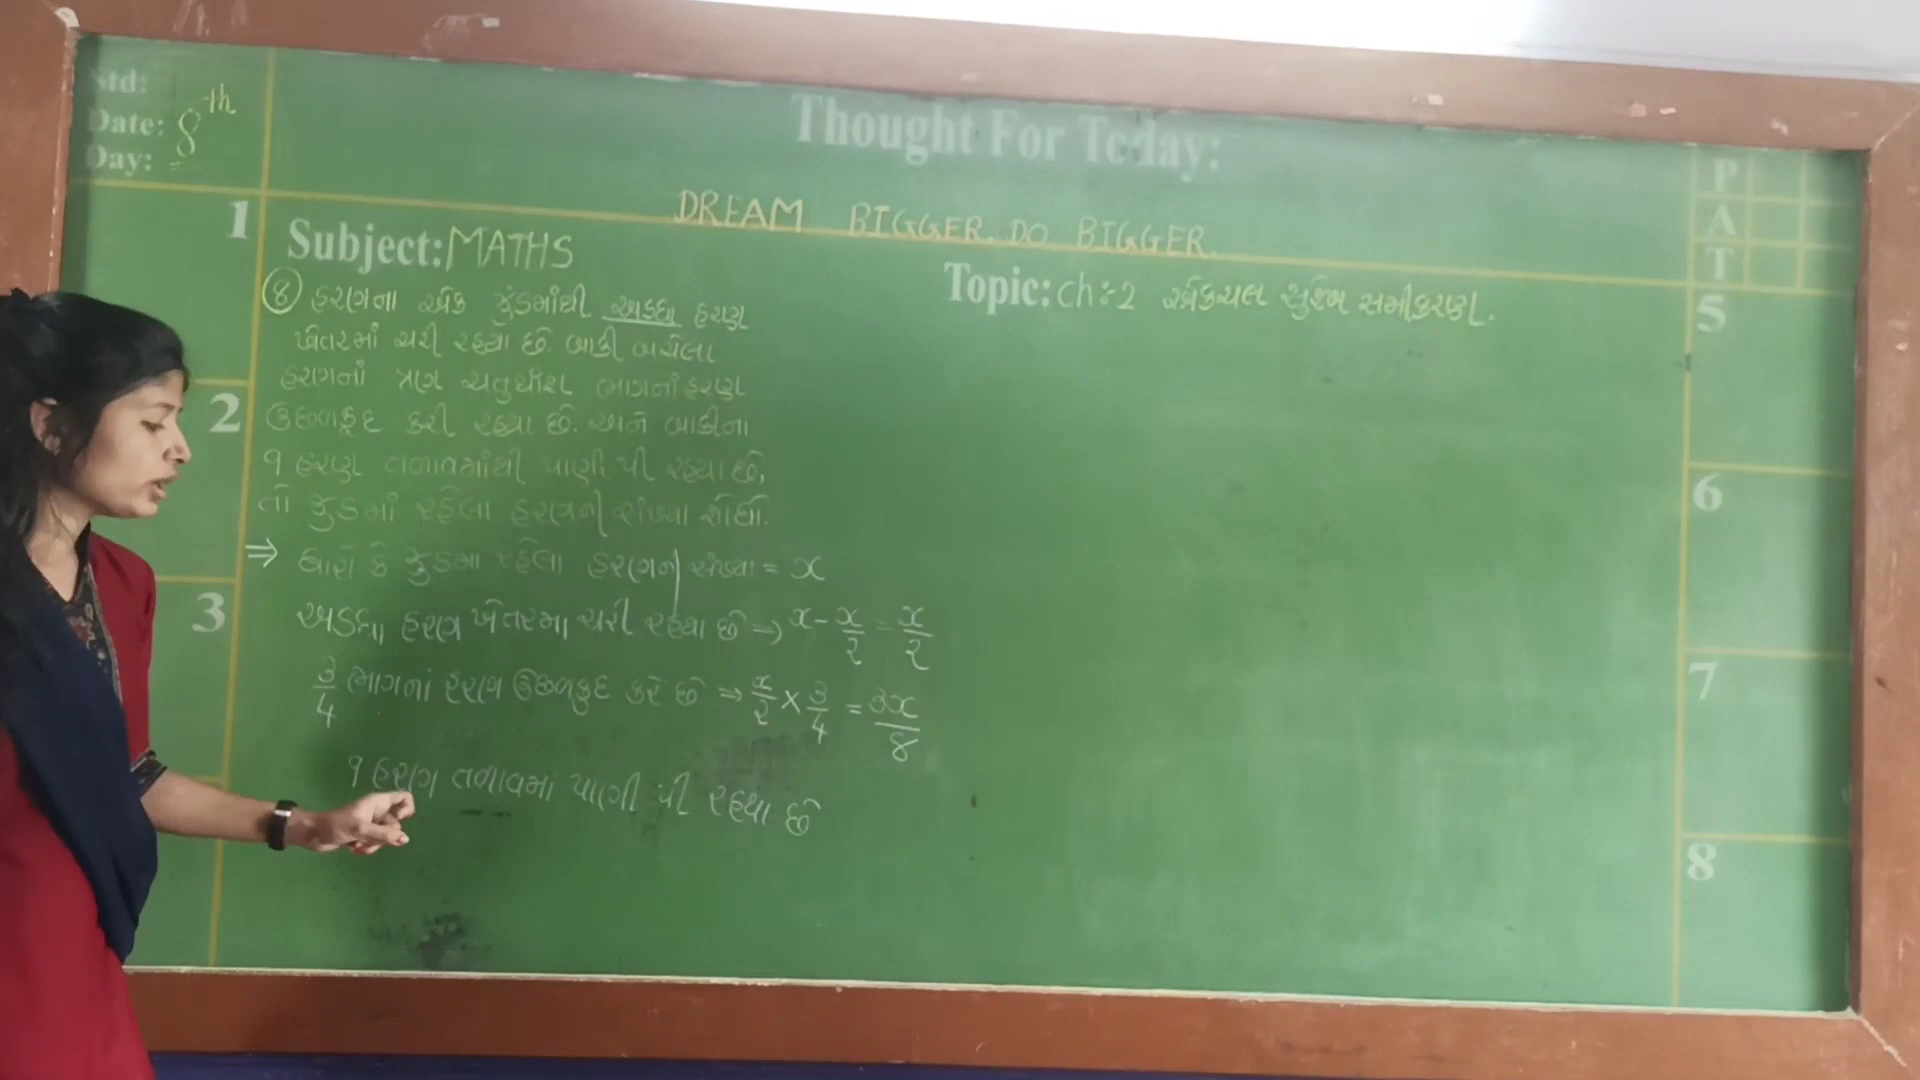 Std:
Date: 8th
Day:
Thought For Today:
DREAM BIGGER. DO BIGGER.
P
A
T
1
Subject: MATHS
Topic: ch:2 એકચલ સુરેખ સમીકરણ.
(8) હરણના એક ઝુંડમાંથી અડધા હરણ
ખેતરમાં ચરી રહ્યા છે. બાકી બચેલા
હરણનાં ત્રણ ચતુર્થાંશ ભાગનાં હરણ
ઉછળકૂદ કરી રહ્યા છે. અને બાકીના
૧ હરણ તળાવમાંથી પાણી પી રહ્યા છે,
તો ઝુંડમાં રહેલા હરણની સંખ્યા શોધો.
⇒ ધારો કે ઝુંડમા રહેલા હરણની સંખ્યા = x
અડધા હરણ ખેતરમા ચરી રહયા છે ⇒ x - x/2 = x/2
3/4 ભાગનાં હરણ ઉછળકુદ કરે છે ⇒ x/2 × 3/4 = 3x/8
૧ હરણ તળાવમાં પાણી પી રહયા છે
2
3
5
6
7
8